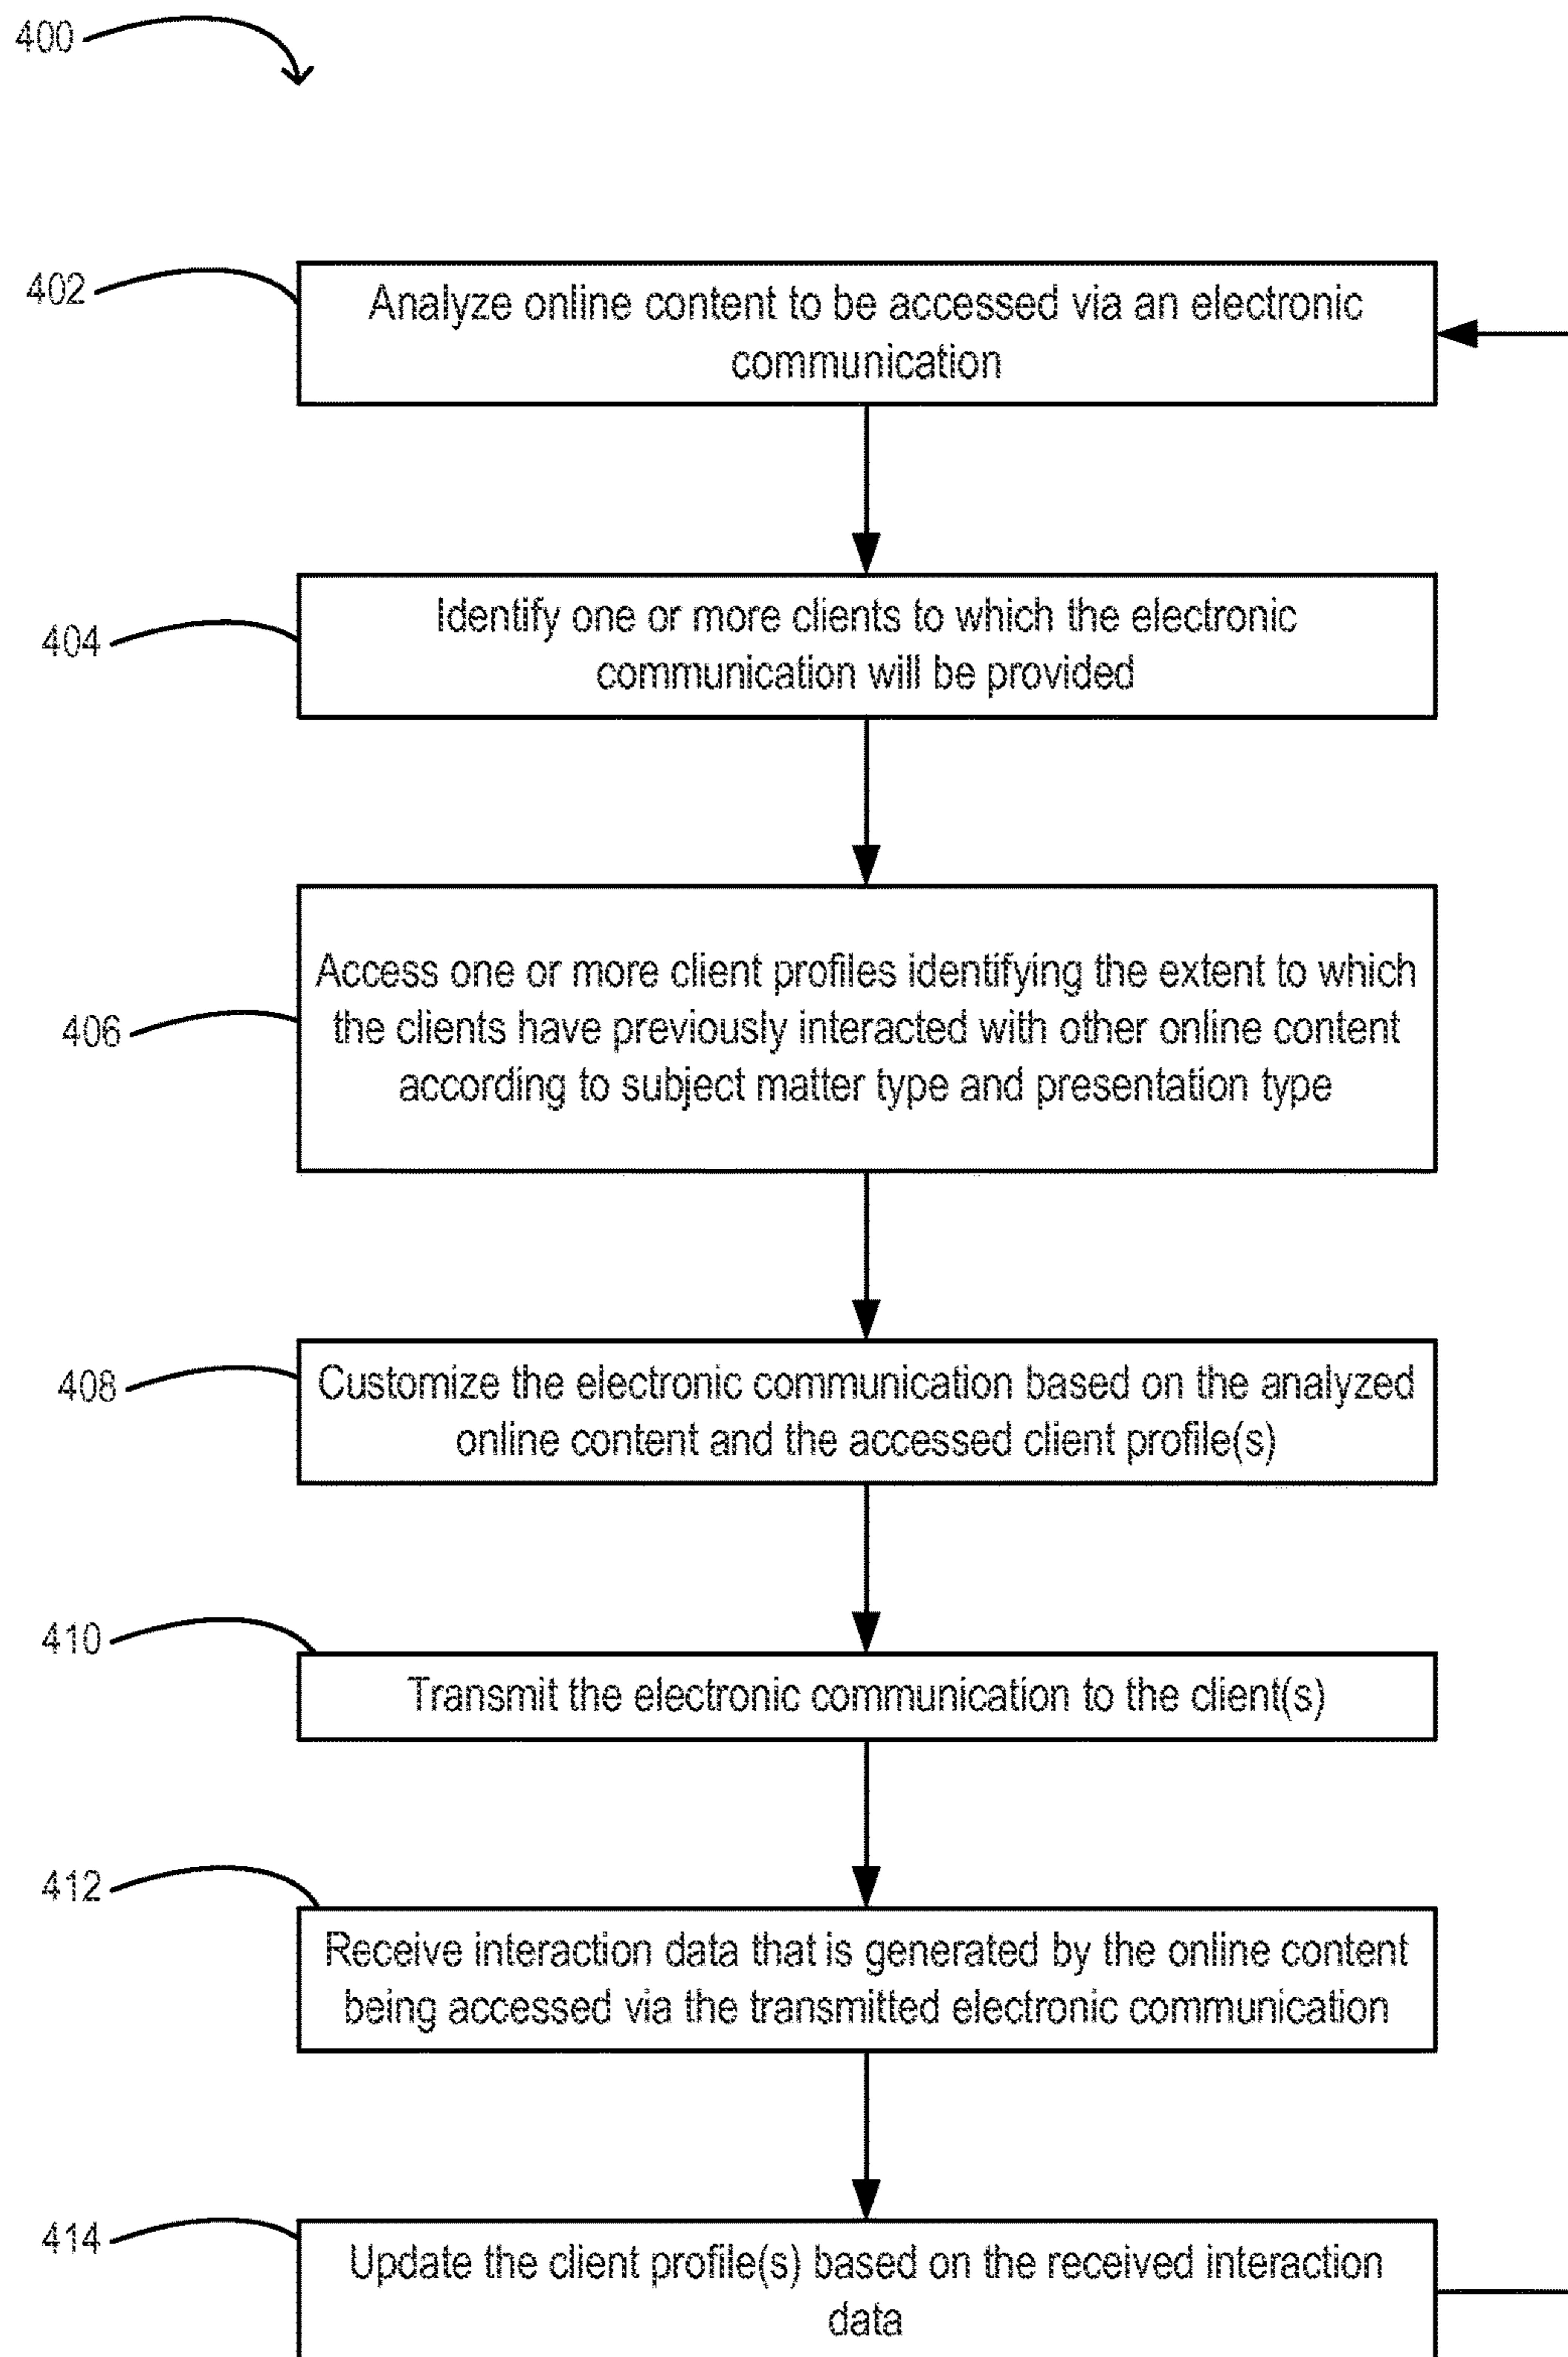 400
402
Analyze online content to be accessed via an electronic
communication
404
Identify one or more clients to which the electronic
communication will be provided
406
Access one or more client profiles identifying the extent to which
the clients have previously interacted with other online content
according to subject matter type and presentation type
408
Customize the electronic communication based on the analyzed
online content and the accessed client profile(s)
410
Transmit the electronic communication to the client(s)
412
Receive interaction data that is generated by the online content
being accessed via the transmitted electronic communication
414
Update the client profile(s) based on the received interaction
data